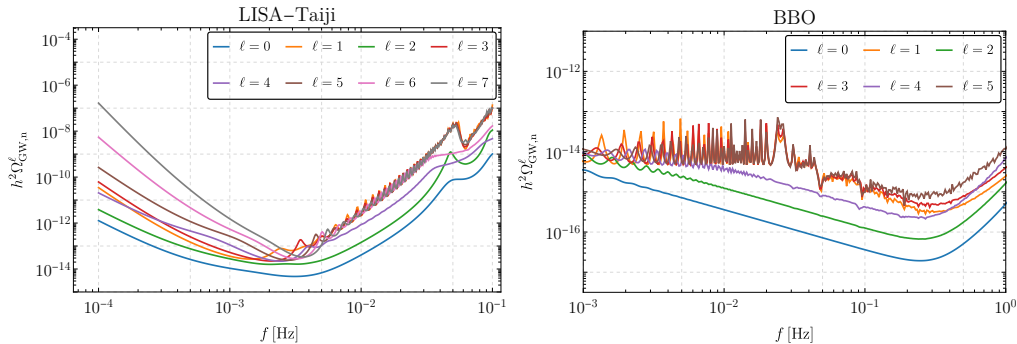 LISA–Taiji
ℓ = 0 ℓ = 1 ℓ = 2 ℓ = 3
ℓ = 4 ℓ = 5 ℓ = 6 ℓ = 7
10⁻⁴
10⁻⁶
10⁻⁸
10⁻¹⁰
10⁻¹²
10⁻¹⁴
h²Ω^ℓ_GW,n
10⁻⁴ 10⁻³ 10⁻² 10⁻¹
f [Hz]
BBO
ℓ = 0 ℓ = 1 ℓ = 2
ℓ = 3 ℓ = 4 ℓ = 5
10⁻¹²
10⁻¹⁴
10⁻¹⁶
h²Ω^ℓ_GW,n
10⁻³ 10⁻² 10⁻¹ 10⁰
f [Hz]